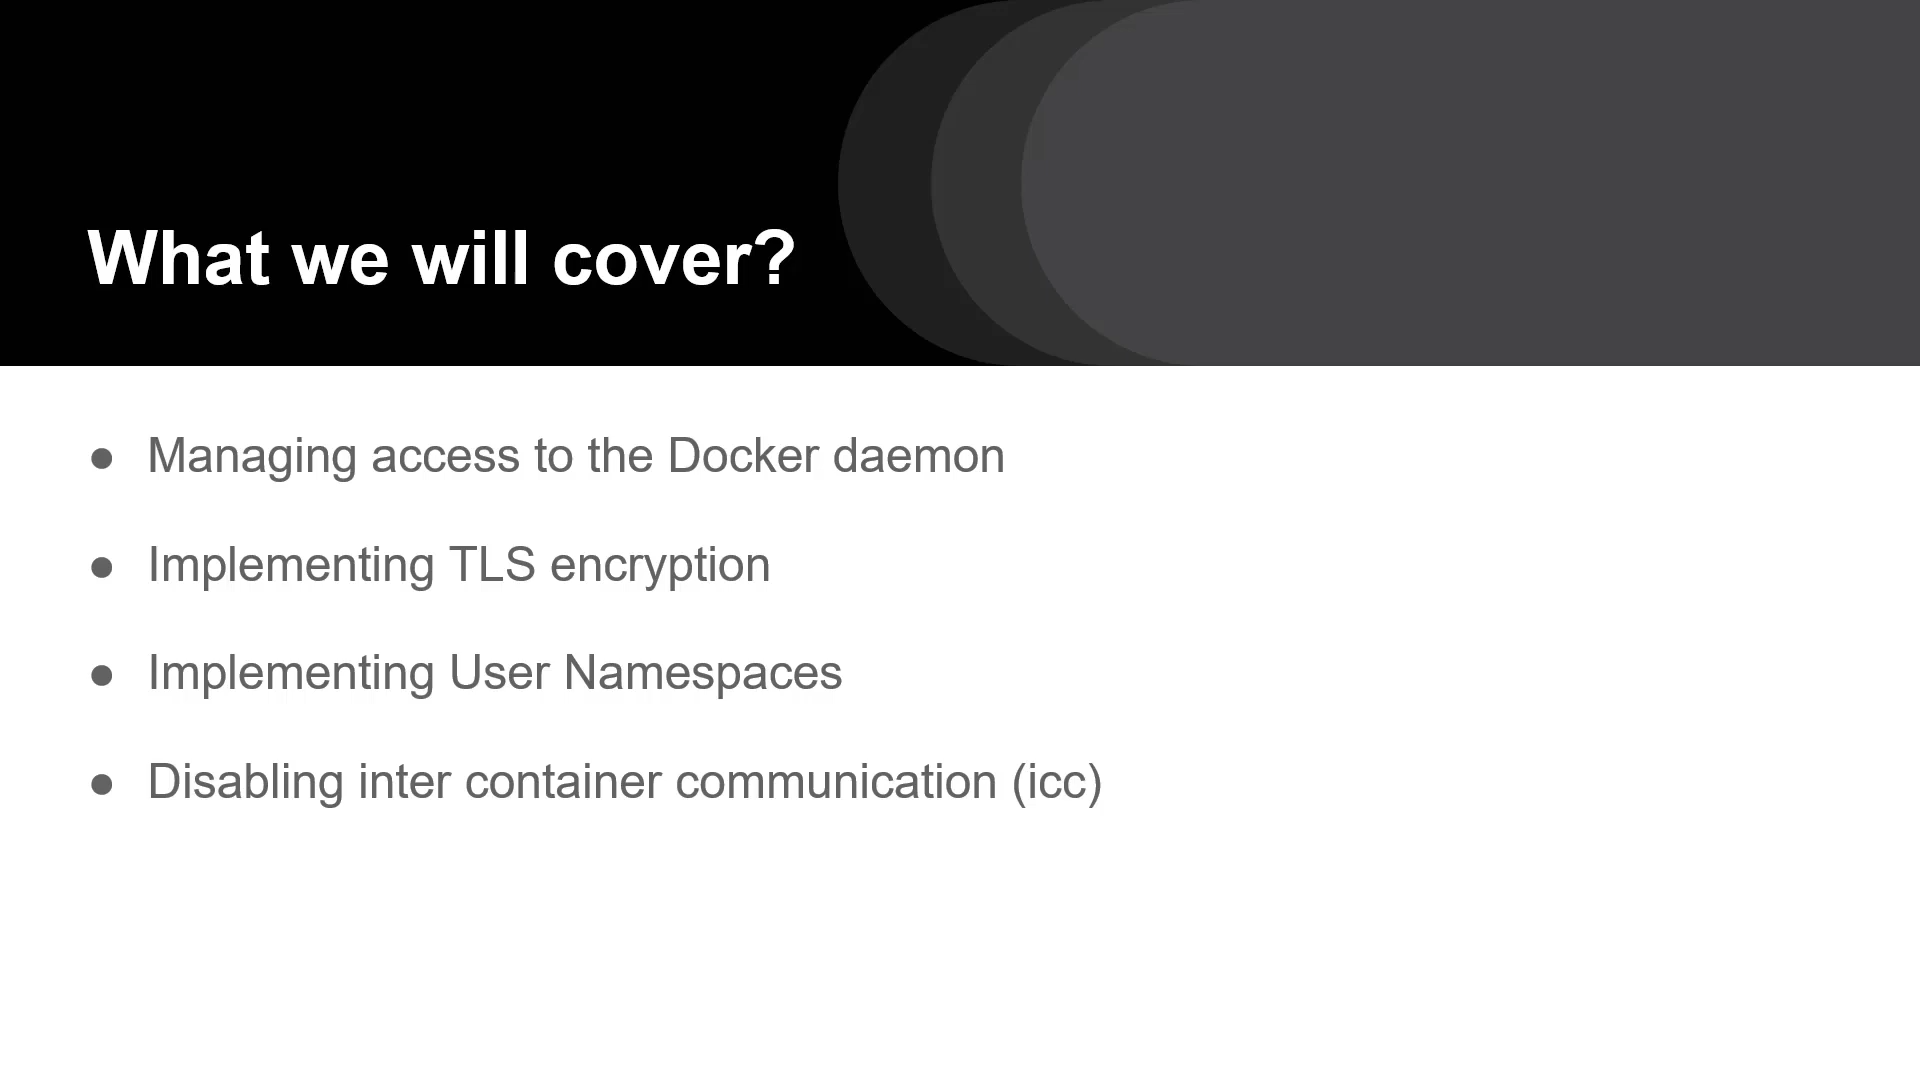 What we will cover?
● Managing access to the Docker daemon
● Implementing TLS encryption
● Implementing User Namespaces
● Disabling inter container communication (icc)